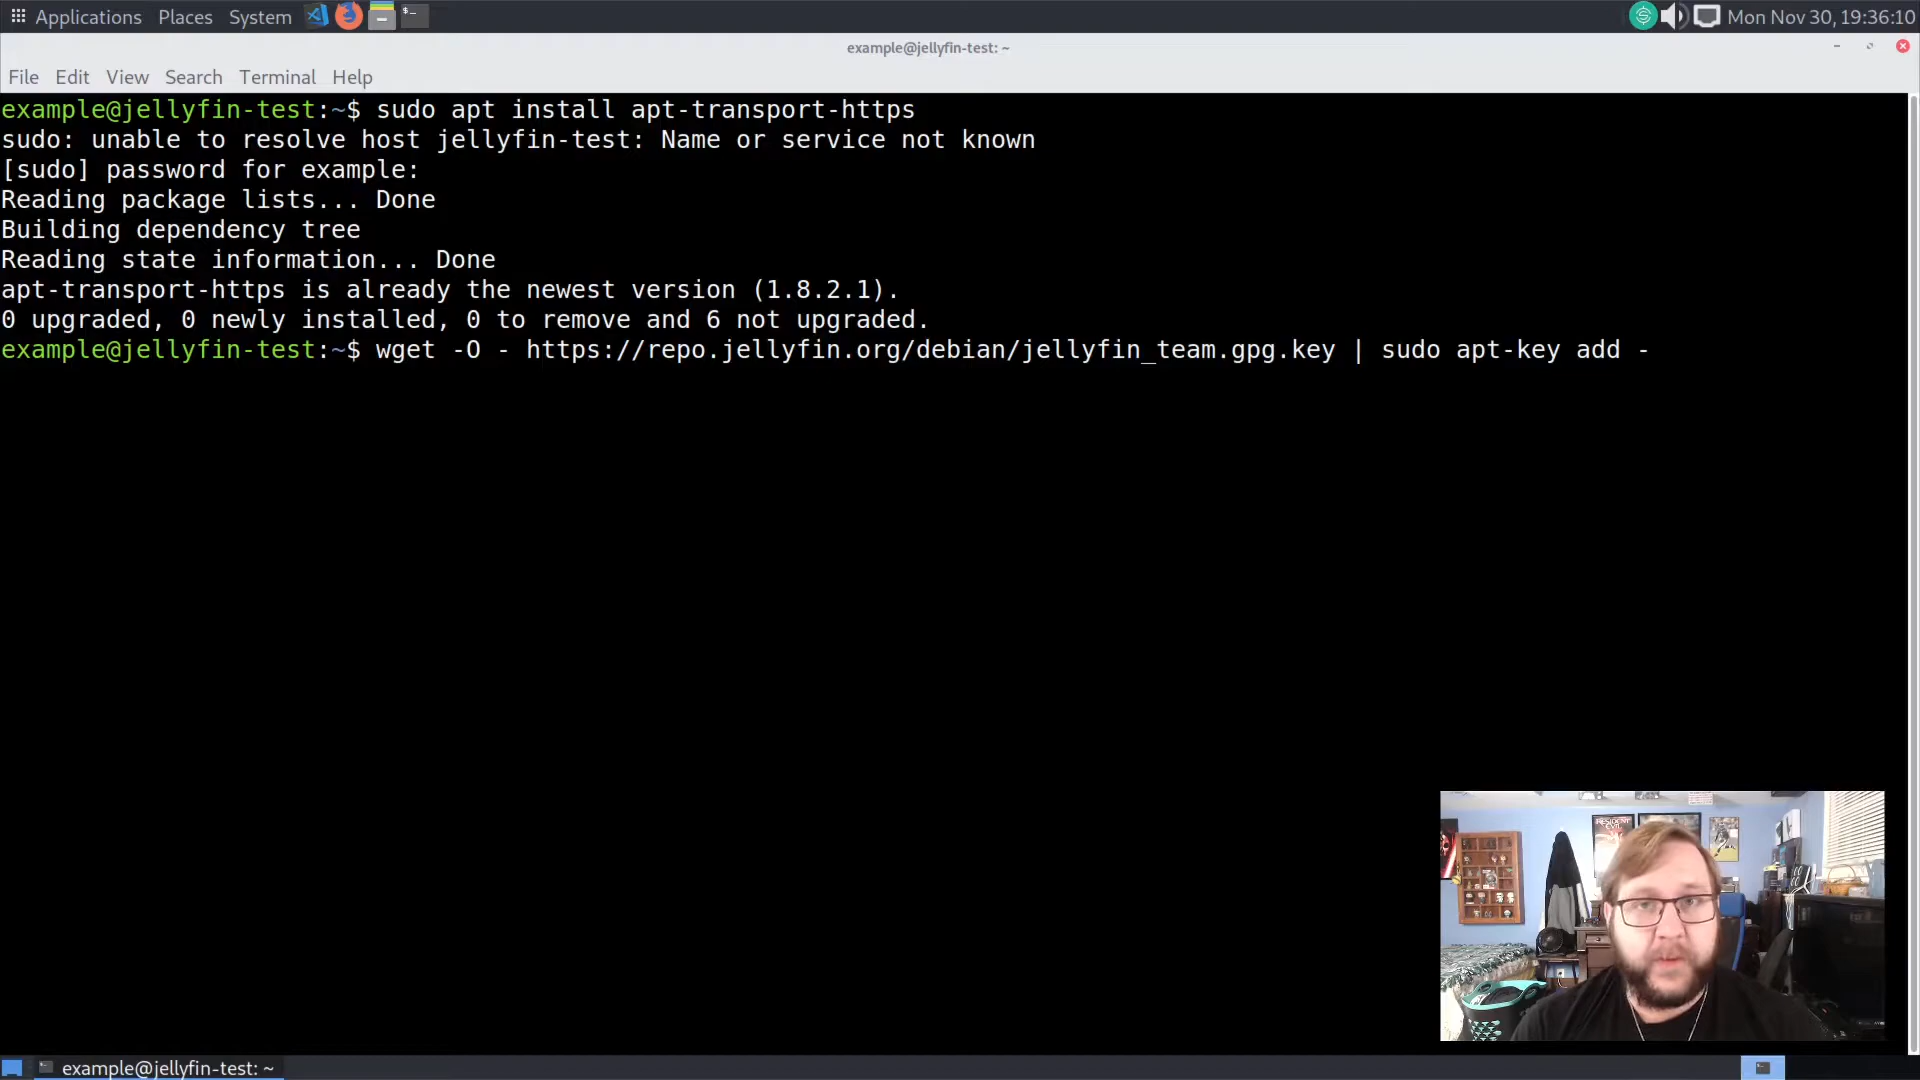 Applications Places System Mon Nov 30, 19:36:10
example@jellyfin-test: ~
File Edit View Search Terminal Help
example@jellyfin-test:~$ sudo apt install apt-transport-https
sudo: unable to resolve host jellyfin-test: Name or service not known
[sudo] password for example:
Reading package lists... Done
Building dependency tree
Reading state information... Done
apt-transport-https is already the newest version (1.8.2.1).
0 upgraded, 0 newly installed, 0 to remove and 6 not upgraded.
example@jellyfin-test:~$ wget -O - https://repo.jellyfin.org/debian/jellyfin_team.gpg.key | sudo apt-key add -
RESIDENT
EVIL
example@jellyfin-test: ~